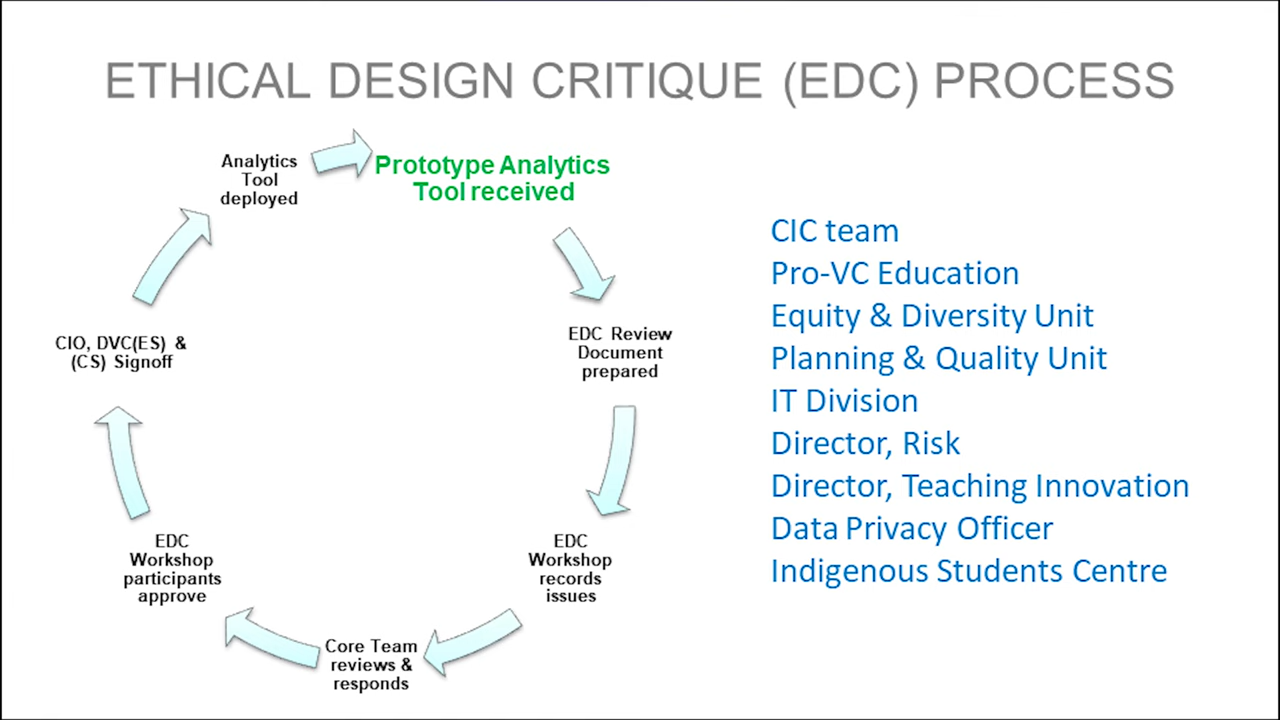 ETHICAL DESIGN CRITIQUE (EDC) PROCESS
Prototype Analytics
Tool received
EDC Review
Document
prepared
EDC
Workshop
records
issues
Core Team
reviews &
responds
EDC
Workshop
participants
approve
CIO, DVC(ES) &
(CS) Signoff
Analytics
Tool
deployed
CIC team
Pro-VC Education
Equity & Diversity Unit
Planning & Quality Unit
IT Division
Director, Risk
Director, Teaching Innovation
Data Privacy Officer
Indigenous Students Centre